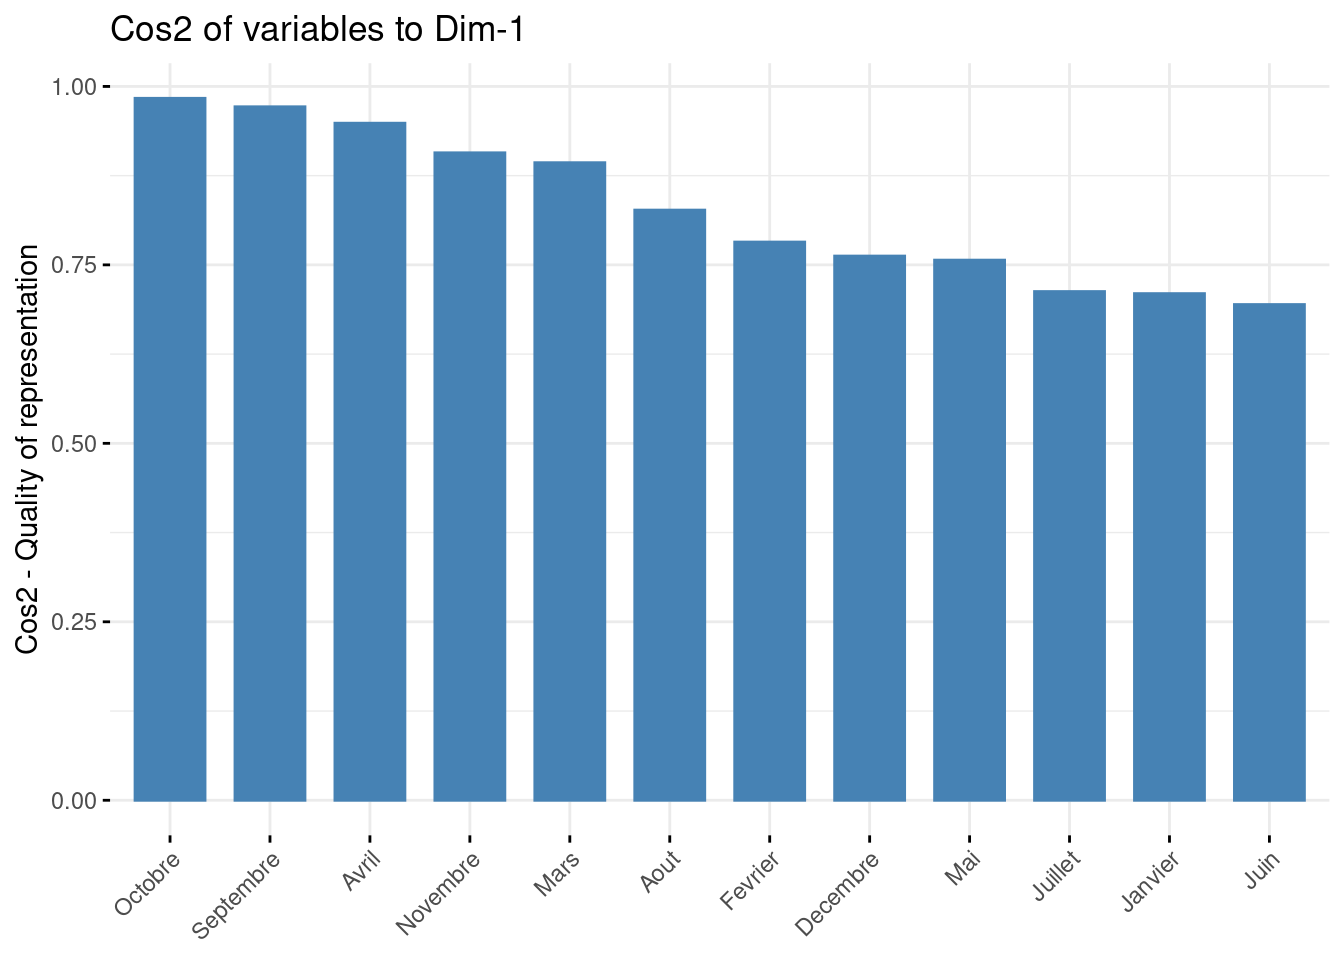 Cos2 of variables to Dim-1
Cos2 - Quality of representation
1.00
0.75
0.50
0.25
0.00
Octobre
Septembre
Avril
Novembre
Mars
Aout
Fevrier
Decembre
Mai
Juillet
Janvier
Juin